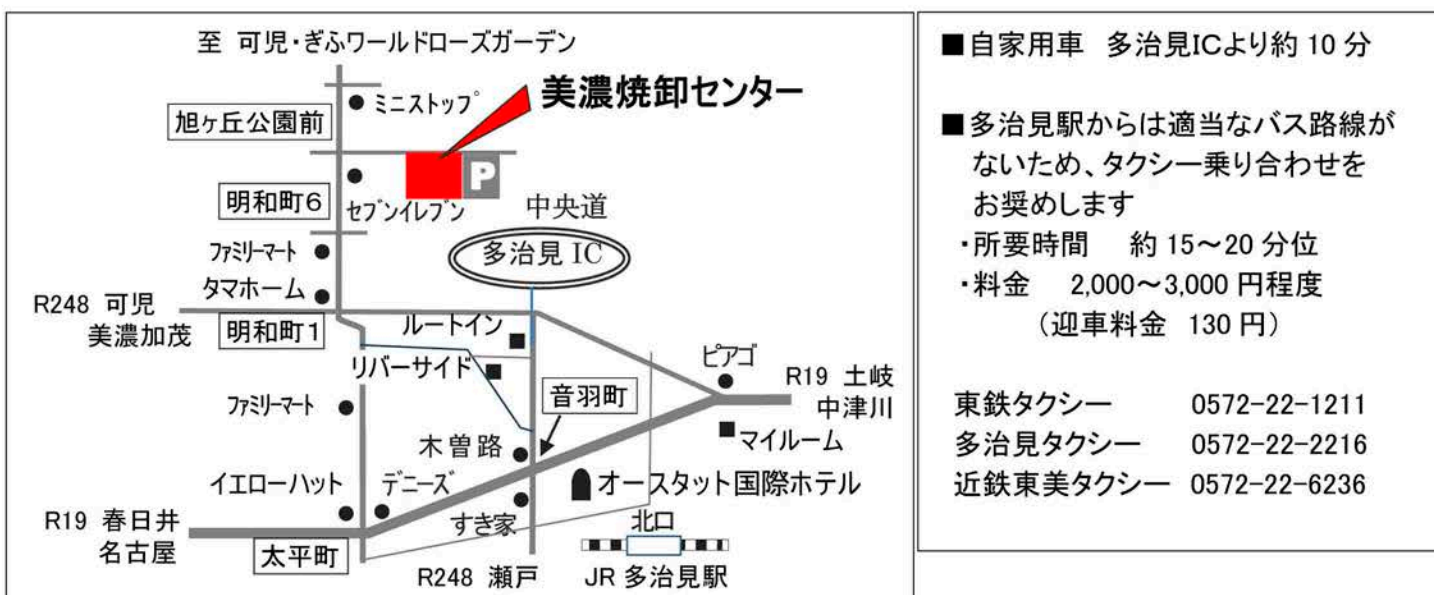 至 可児・ぎふワールドローズガーデン
美濃焼卸センター
ミニストップ
旭ヶ丘公園前
P
明和町6
セブンイレブン
中央道
多治見 IC
ファミリーマート
タマホーム
R248 可児
美濃加茂
明和町1
ルートイン
リバーサイド
ピアゴ
R19 土岐
中津川
音羽町
ファミリーマート
木曽路
マイルーム
イエローハット
デニーズ
オースタット国際ホテル
R19 春日井
名古屋
すき家
北口
太平町
R248 瀬戸
JR 多治見駅
■自家用車 多治見ICより約 10 分
■多治見駅からは適当なバス路線が
ないため、タクシー乗り合わせを
お奨めします
・所要時間 約 15～20 分位
・料金 2,000～3,000 円程度
（迎車料金 130 円）
東鉄タクシー 0572-22-1211
多治見タクシー 0572-22-2216
近鉄東美タクシー 0572-22-6236